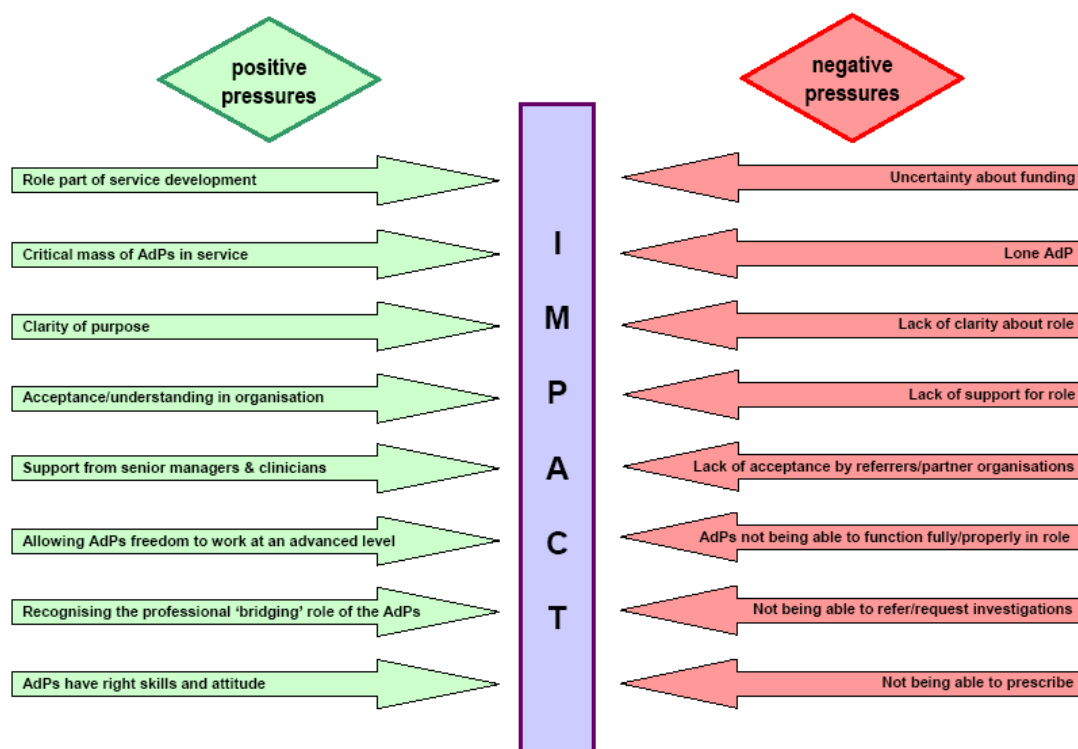 positive
pressures
negative
pressures
Role part of service development
Uncertainty about funding
Critical mass of AdPs in service
Lone AdP
Clarity of purpose
Lack of clarity about role
Acceptance/understanding in organisation
Lack of support for role
Support from senior managers & clinicians
Lack of acceptance by referrers/partner organisations
Allowing AdPs freedom to work at an advanced level
AdPs not being able to function fully/properly in role
Recognising the professional ‘bridging’ role of the AdPs
Not being able to refer/request investigations
AdPs have right skills and attitude
Not being able to prescribe
I
M
P
A
C
T